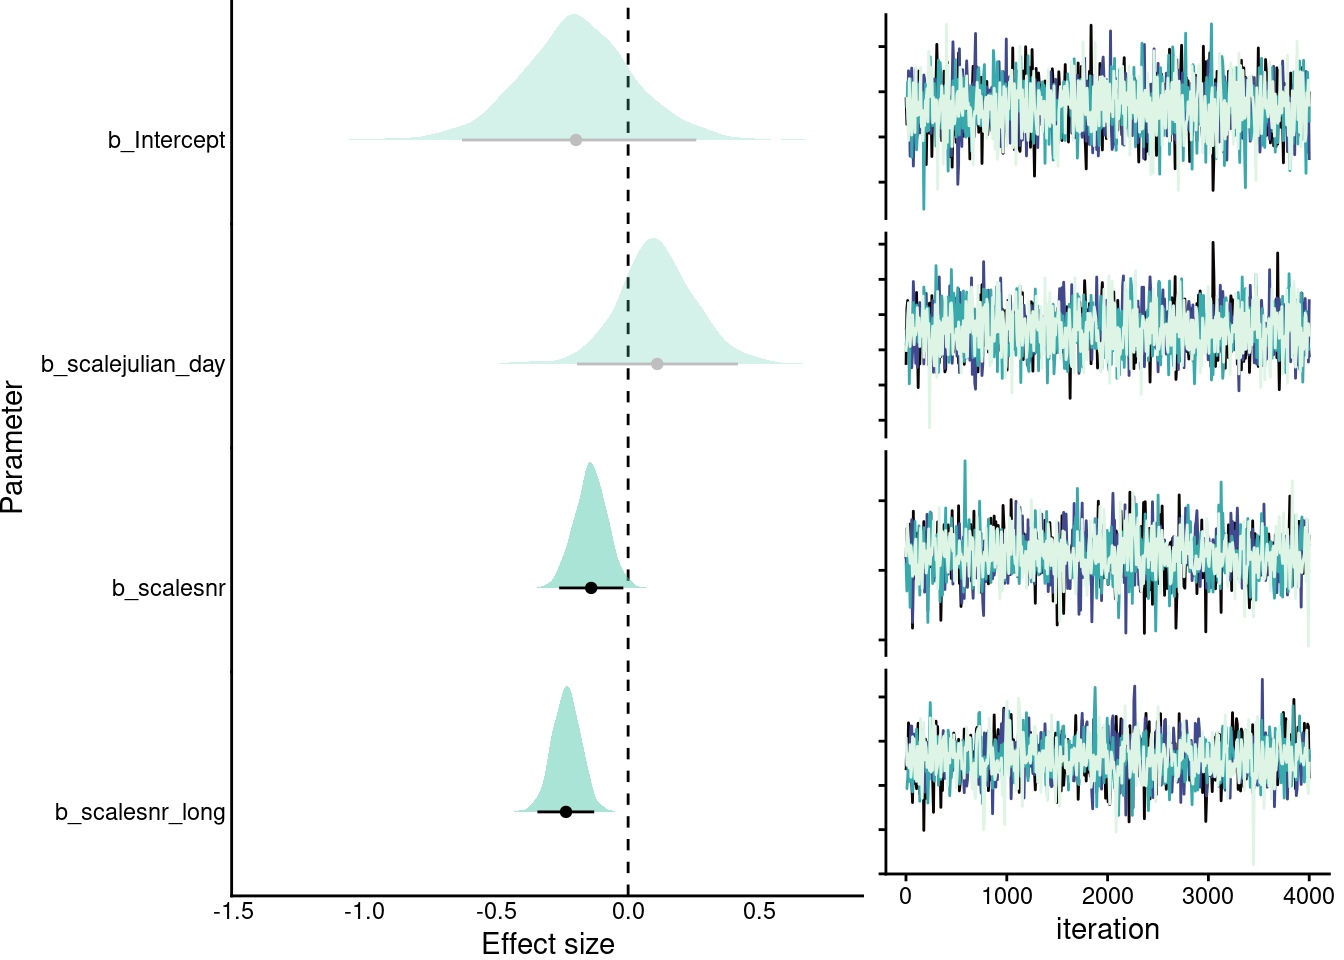 Parameter
b_Intercept
b_scalejulian_day
b_scalesnr
b_scalesnr_long
-1.5 -1.0 -0.5 0.0 0.5
Effect size
0 1000 2000 3000 4000
iteration